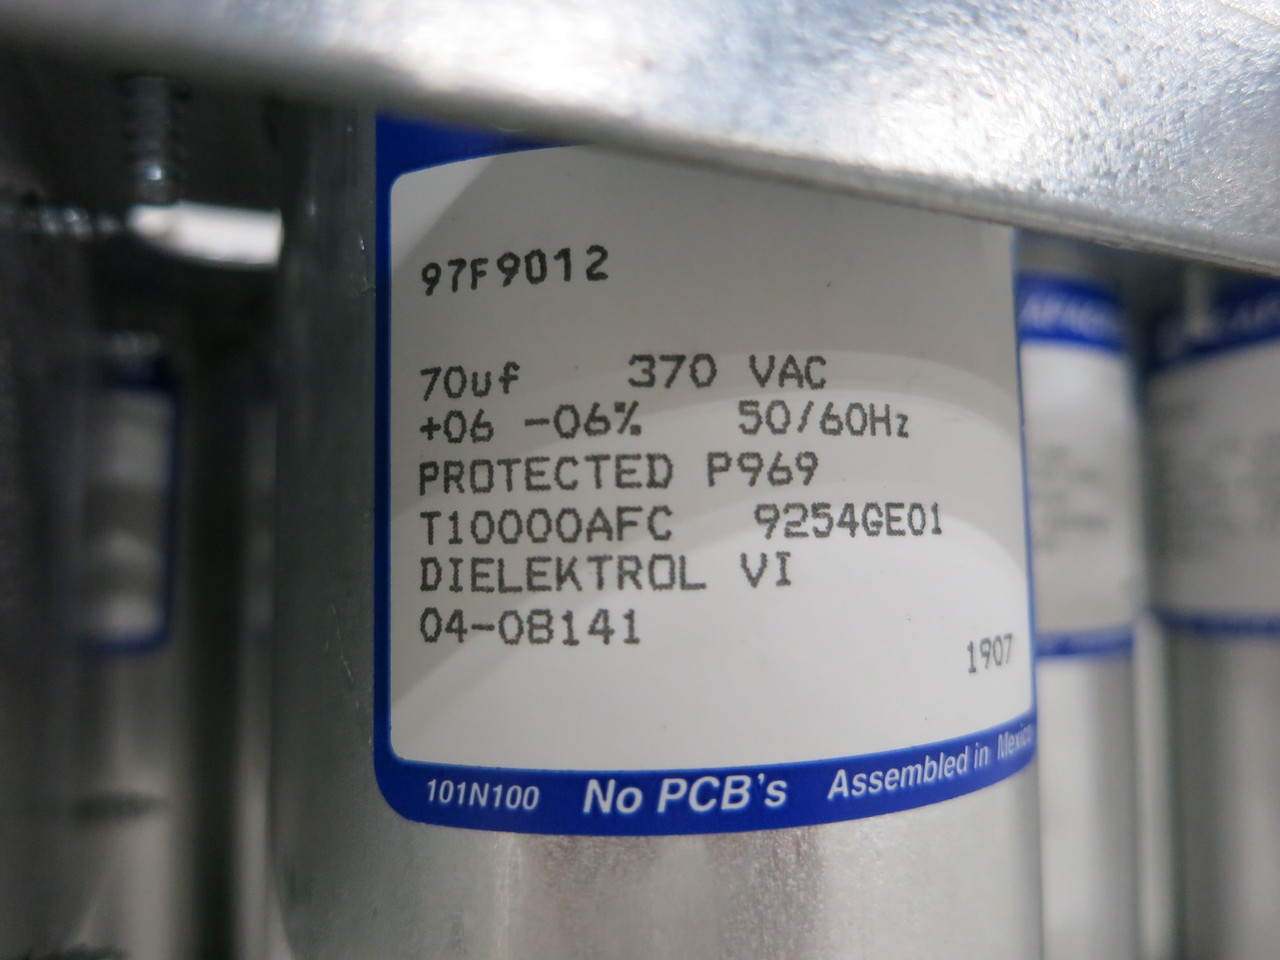 97F9012
70uf 370 VAC
+06 -06% 50/60Hz
PROTECTED P969
T10000AFC 9254GE01
DIELEKTROL VI
04-08141
1907
101N100 No PCB's Assembled in Mexico